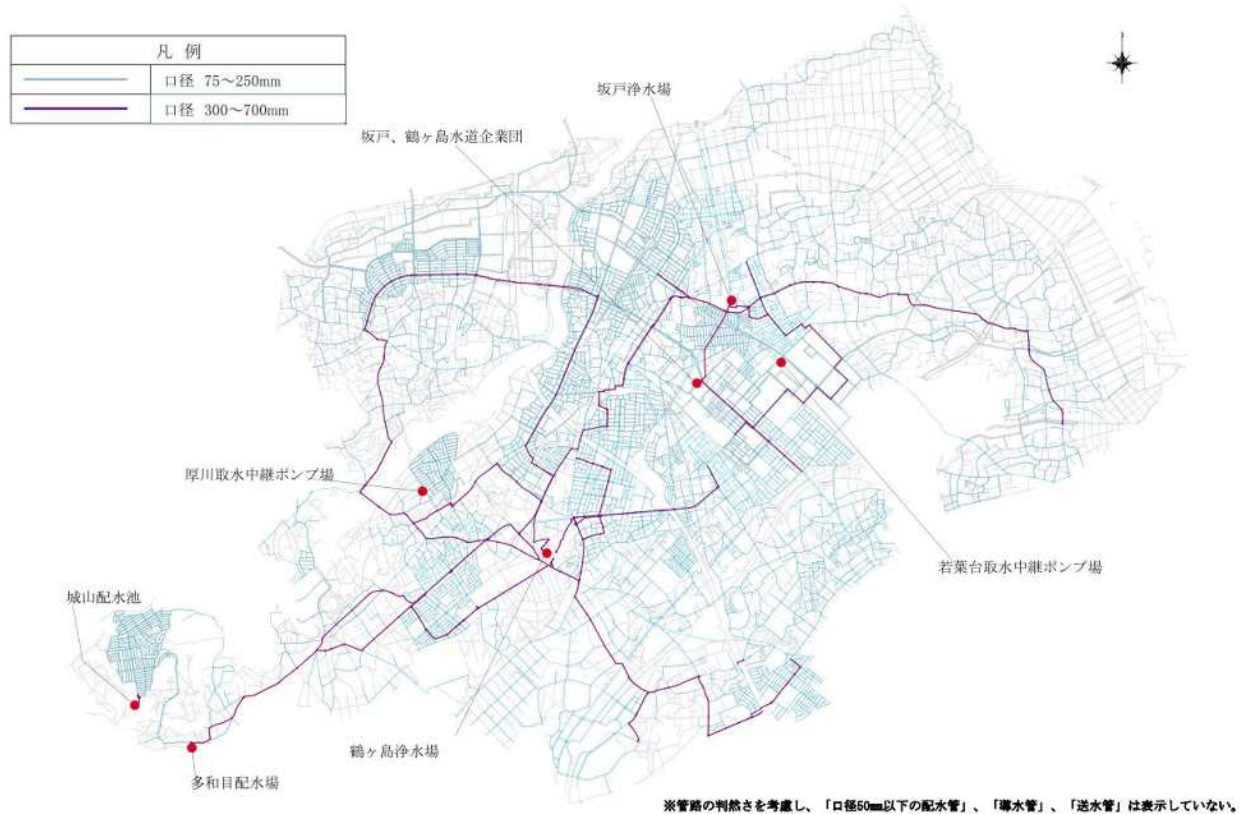 凡 例
口径 75～250mm
口径 300～700mm
坂戸浄水場
坂戸、鶴ヶ島水道企業団
厚川取水中継ポンプ場
若葉台取水中継ポンプ場
城山配水池
鶴ヶ島浄水場
多和目配水場
※管路の判然さを考慮し、「口径50mm以下の配水管」、「導水管」、「送水管」は表示していない。